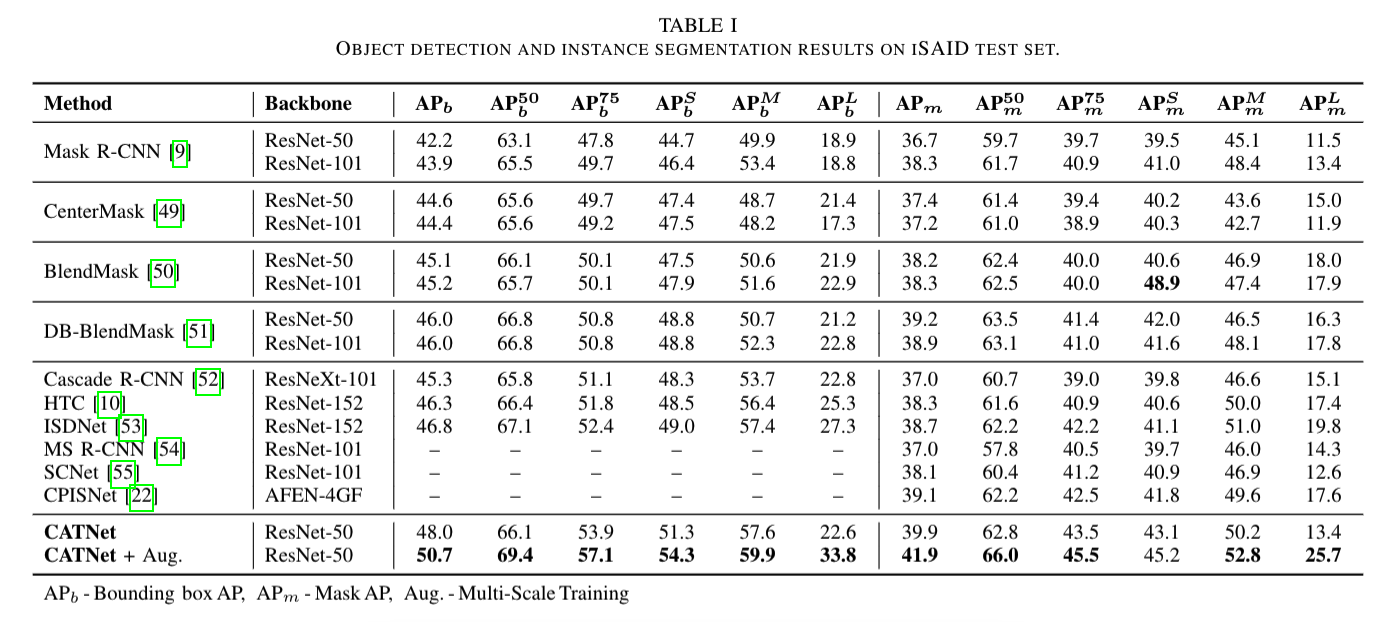 TABLE I
OBJECT DETECTION AND INSTANCE SEGMENTATION RESULTS ON ISAID TEST SET.
Method Backbone AP_b AP_b^50 AP_b^75 AP_b^S AP_b^M AP_b^L AP_m AP_m^50 AP_m^75 AP_m^S AP_m^M AP_m^L
Mask R-CNN [9] ResNet-50 42.2 63.1 47.8 44.7 49.9 18.9 36.7 59.7 39.7 39.5 45.1 11.5
ResNet-101 43.9 65.5 49.7 46.4 53.4 18.8 38.3 61.7 40.9 41.0 48.4 13.4
CenterMask [49] ResNet-50 44.6 65.6 49.7 47.4 48.7 21.4 37.4 61.4 39.4 40.2 43.6 15.0
ResNet-101 44.4 65.6 49.2 47.5 48.2 17.3 37.2 61.0 38.9 40.3 42.7 11.9
BlendMask [50] ResNet-50 45.1 66.1 50.1 47.5 50.6 21.9 38.2 62.4 40.0 40.6 46.9 18.0
ResNet-101 45.2 65.7 50.1 47.9 51.6 22.9 38.3 62.5 40.0 48.9 47.4 17.9
DB-BlendMask [51] ResNet-50 46.0 66.8 50.8 48.8 50.7 21.2 39.2 63.5 41.4 42.0 46.5 16.3
ResNet-101 46.0 66.8 50.8 48.8 52.3 22.8 38.9 63.1 41.0 41.6 48.1 17.8
Cascade R-CNN [52] ResNeXt-101 45.3 65.8 51.1 48.3 53.7 22.8 37.0 60.7 39.0 39.8 46.6 15.1
HTC [10] ResNet-152 46.3 66.4 51.8 48.5 56.4 25.3 38.3 61.6 40.9 40.6 50.0 17.4
ISDNet [53] ResNet-152 46.8 67.1 52.4 49.0 57.4 27.3 38.7 62.2 42.2 41.1 51.0 19.8
MS R-CNN [54] ResNet-101 – – – – – – 37.0 57.8 40.5 39.7 46.0 14.3
SCNet [55] ResNet-101 – – – – – – 38.1 60.4 41.2 40.9 46.9 12.6
CPISNet [22] AFEN-4GF – – – – – – 39.1 62.2 42.5 41.8 49.6 17.6
CATNet ResNet-50 48.0 66.1 53.9 51.3 57.6 22.6 39.9 62.8 43.5 43.1 50.2 13.4
CATNet + Aug. ResNet-50 50.7 69.4 57.1 54.3 59.9 33.8 41.9 66.0 45.5 45.2 52.8 25.7
AP_b - Bounding box AP, AP_m - Mask AP, Aug. - Multi-Scale Training